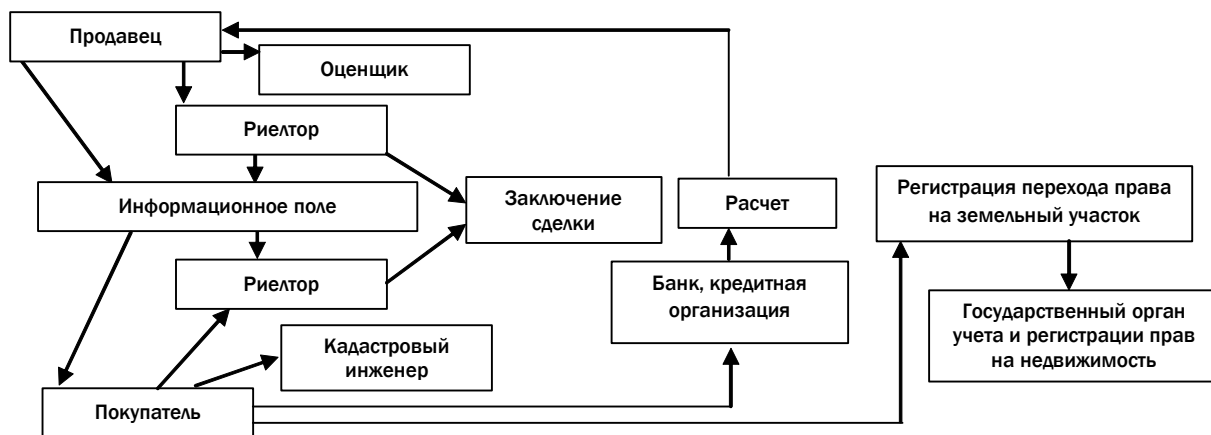 Продавец
Оценщик
Риелтор
Информационное поле
Заключение
сделки
Расчет
Регистрация перехода права
на земельный участок
Риелтор
Банк, кредитная
организация
Государственный орган
учета и регистрации прав
на недвижимость
Кадастровый
инженер
Покупатель